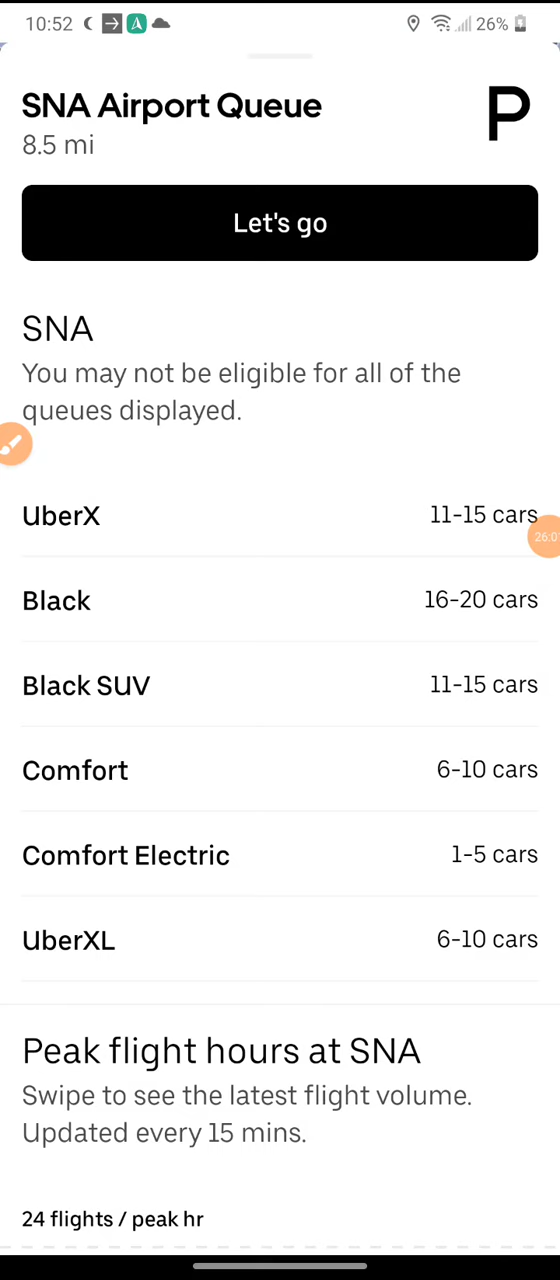 10:52
26%
SNA Airport Queue
P
8.5 mi
Let's go
SNA
You may not be eligible for all of the
queues displayed.
UberX 11-15 cars
26:0
Black 16-20 cars
Black SUV 11-15 cars
Comfort 6-10 cars
Comfort Electric 1-5 cars
UberXL 6-10 cars
Peak flight hours at SNA
Swipe to see the latest flight volume.
Updated every 15 mins.
24 flights / peak hr